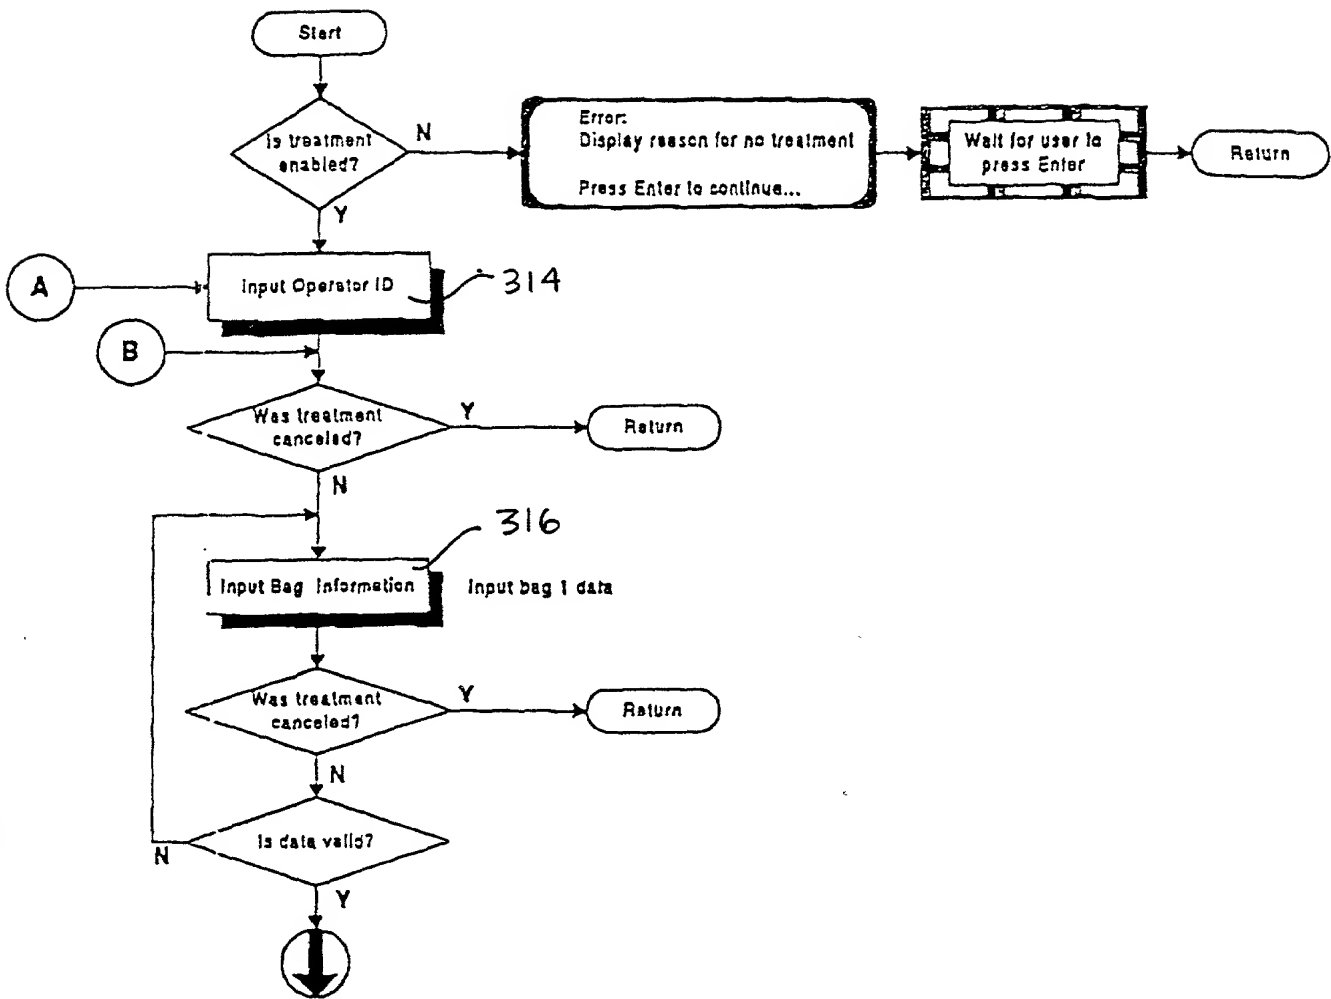 Start
Is treatment
enabled?
N
Error:
Display reason for no treatment
Press Enter to continue...
Wait for user to
press Enter
Return
Y
A
Input Operator ID
314
B
Was treatment
canceled?
Y
Return
N
316
Input Bag Information
Input bag 1 data
Was treatment
canceled?
Y
Return
N
Is data valid?
N
Y